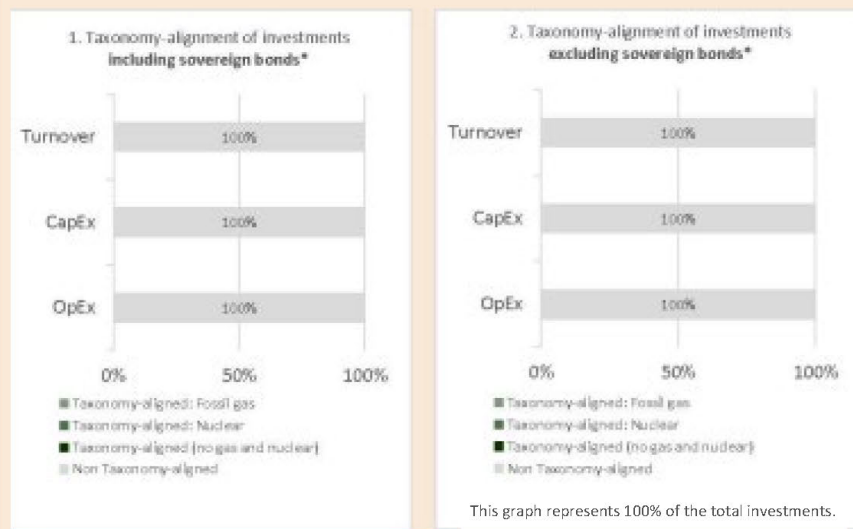 1. Taxonomy-alignment of investments
including sovereign bonds*
Turnover
100%
CapEx
100%
OpEx
100%
0% 50% 100%
Taxonomy-aligned: Fossil gas
Taxonomy-aligned: Nuclear
Taxonomy-aligned (no gas and nuclear)
Non Taxonomy-aligned
2. Taxonomy-alignment of investments
excluding sovereign bonds*
Turnover
100%
CapEx
100%
OpEx
100%
0% 50% 100%
Taxonomy-aligned: Fossil gas
Taxonomy-aligned: Nuclear
Taxonomy-aligned (no gas and nuclear)
Non Taxonomy-aligned
This graph represents 100% of the total investments.